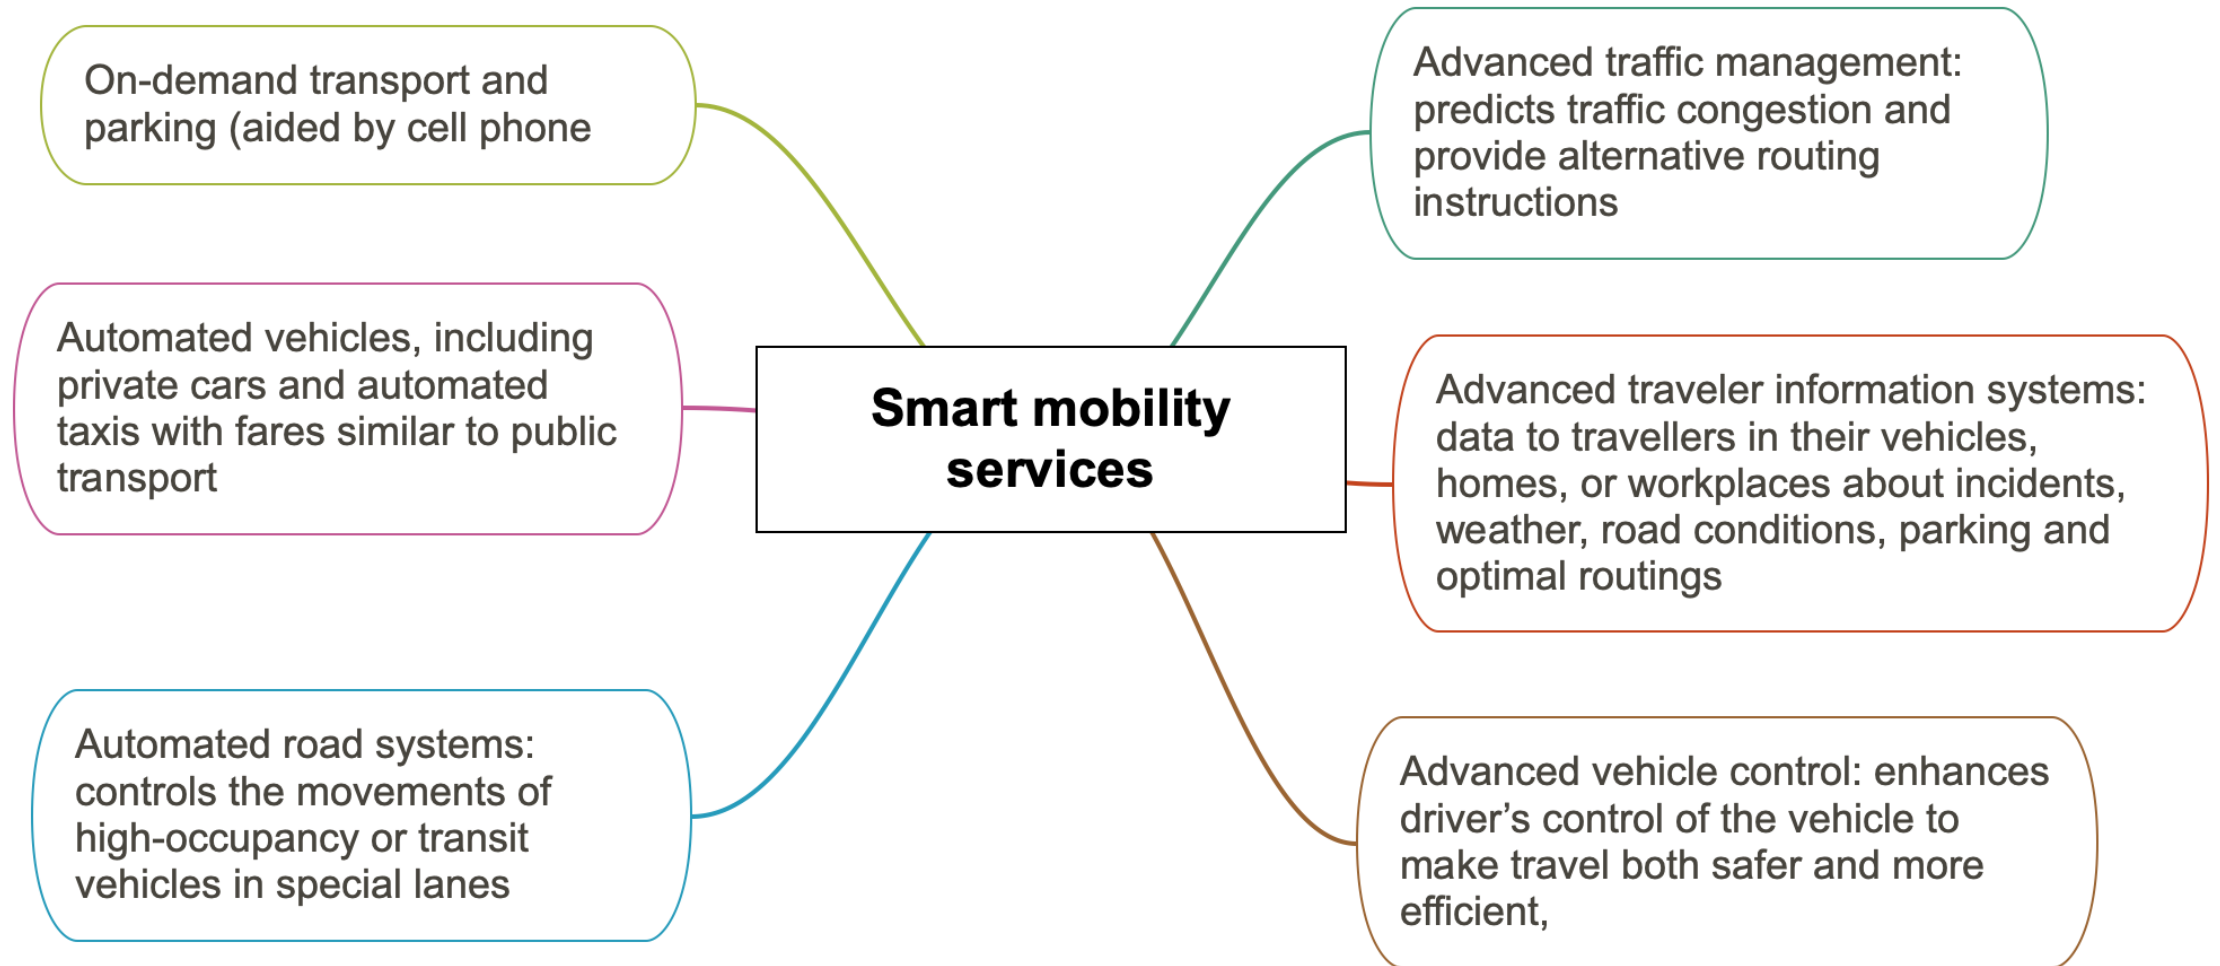 On-demand transport and
parking (aided by cell phone
Automated vehicles, including
private cars and automated
taxis with fares similar to public
transport
Automated road systems:
controls the movements of
high-occupancy or transit
vehicles in special lanes
Smart mobility
services
Advanced traffic management:
predicts traffic congestion and
provide alternative routing
instructions
Advanced traveler information systems:
data to travellers in their vehicles,
homes, or workplaces about incidents,
weather, road conditions, parking and
optimal routings
Advanced vehicle control: enhances
driver’s control of the vehicle to
make travel both safer and more
efficient,